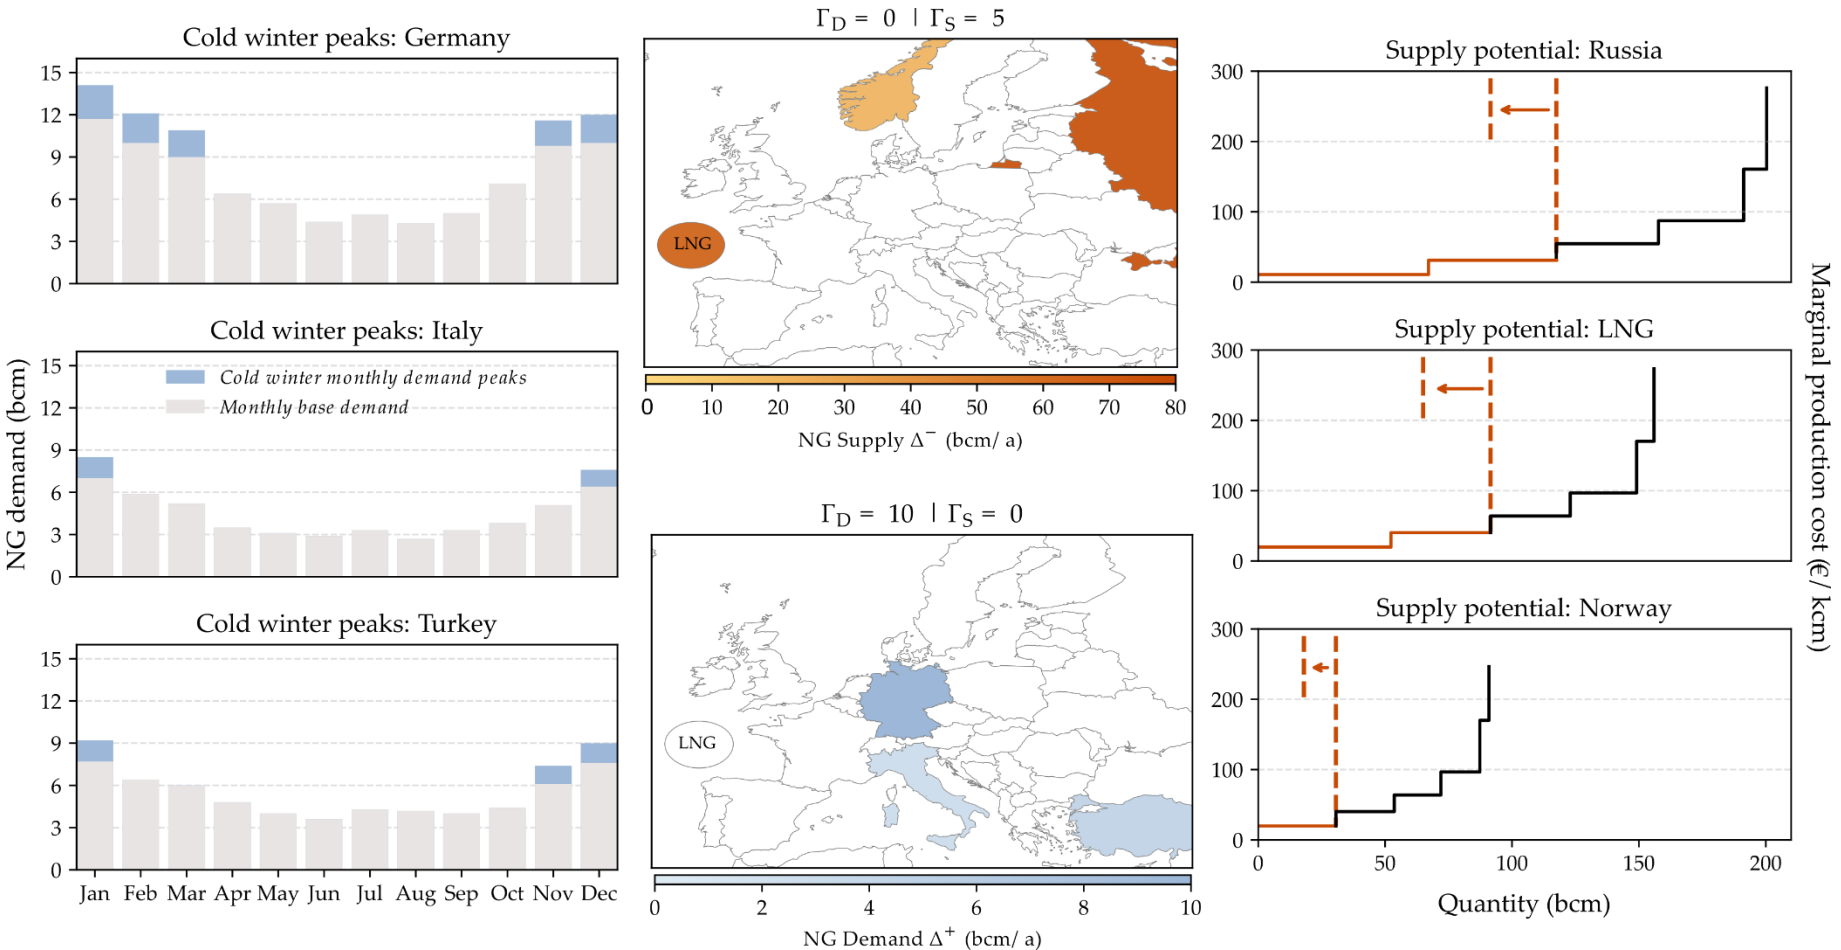 Cold winter peaks: Germany
15
12
9
6
3
0
Cold winter peaks: Italy
15
12
9
6
3
0
Cold winter monthly demand peaks
Monthly base demand
NG demand (bcm)
Cold winter peaks: Turkey
15
12
9
6
3
0
Jan Feb Mar Apr May Jun Jul Aug Sep Oct Nov Dec
Γ_D = 0 | Γ_S = 5
LNG
0 10 20 30 40 50 60 70 80
NG Supply Δ⁻ (bcm/ a)
Γ_D = 10 | Γ_S = 0
LNG
0 2 4 6 8 10
NG Demand Δ⁺ (bcm/ a)
Supply potential: Russia
300
200
100
0
Supply potential: LNG
300
200
100
0
Supply potential: Norway
300
200
100
0
0 50 100 150 200
Quantity (bcm)
Marginal production cost (€/ kcm)